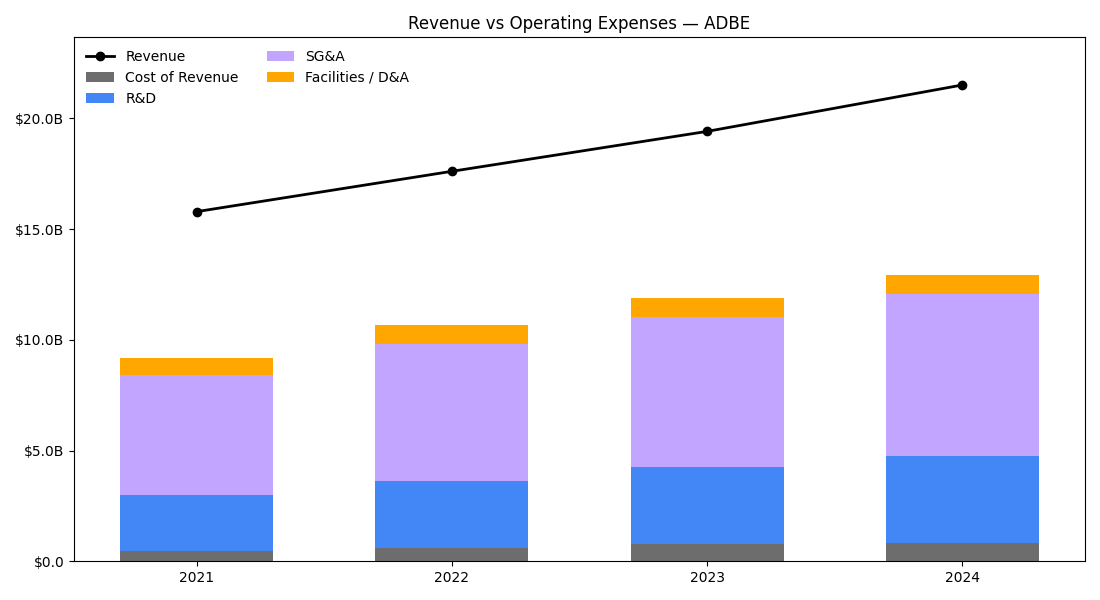 Revenue vs Operating Expenses — ADBE
Revenue
Cost of Revenue
R&D
SG&A
Facilities / D&A
$20.0B
$15.0B
$10.0B
$5.0B
$0.0
2021
2022
2023
2024